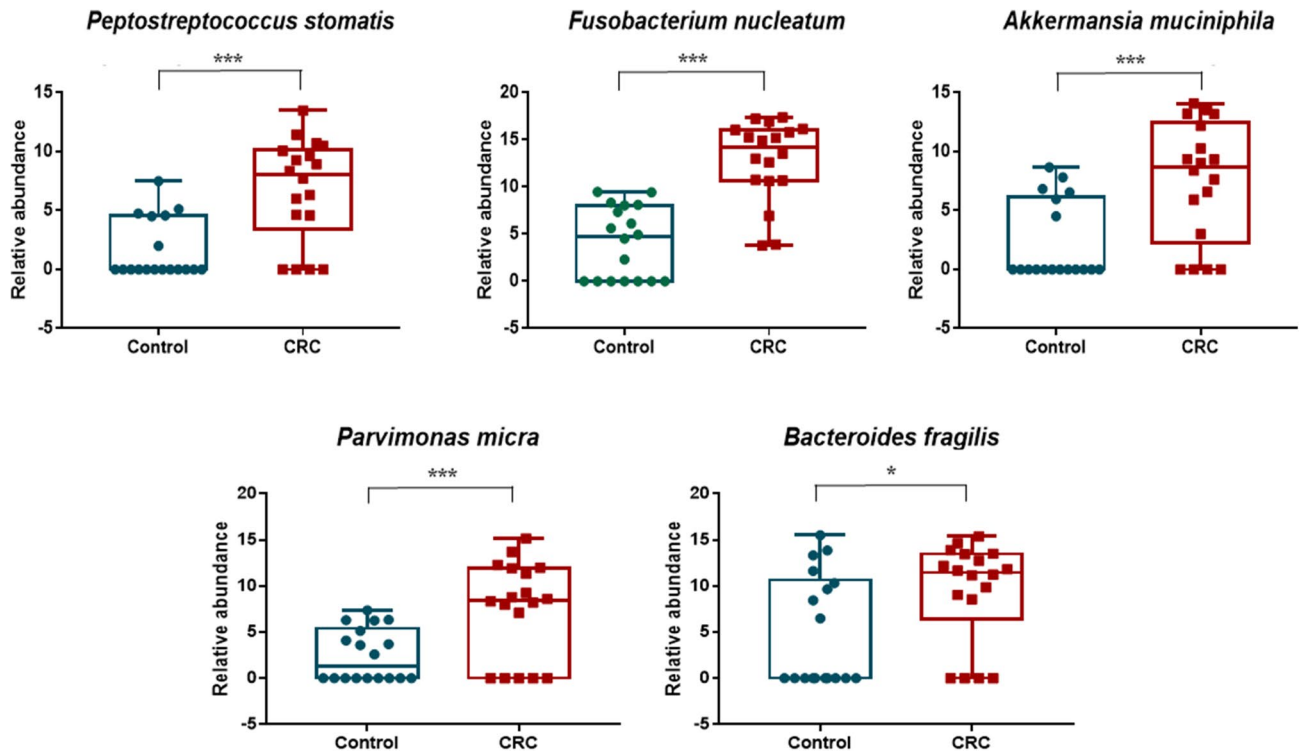 Peptostreptococcus stomatis
***
Relative abundance
15
10
5
0
-5
Control
CRC
Fusobacterium nucleatum
***
Relative abundance
20
15
10
5
0
-5
Control
CRC
Akkermansia muciniphila
***
Relative abundance
15
10
5
0
-5
Control
CRC
Parvimonas micra
***
Relative abundance
20
15
10
5
0
-5
Control
CRC
Bacteroides fragilis
*
Relative abundance
20
15
10
5
0
-5
Control
CRC